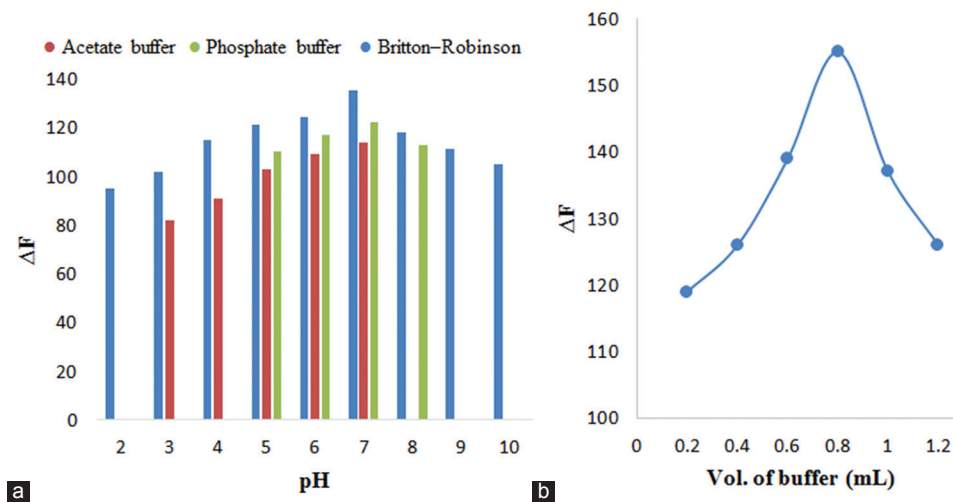 Acetate buffer Phosphate buffer Britton–Robinson
140
120
100
80
60
40
20
0
ΔF
2 3 4 5 6 7 8 9 10
pH
a
160
150
140
130
120
110
100
ΔF
0 0.2 0.4 0.6 0.8 1 1.2
Vol. of buffer (mL)
b